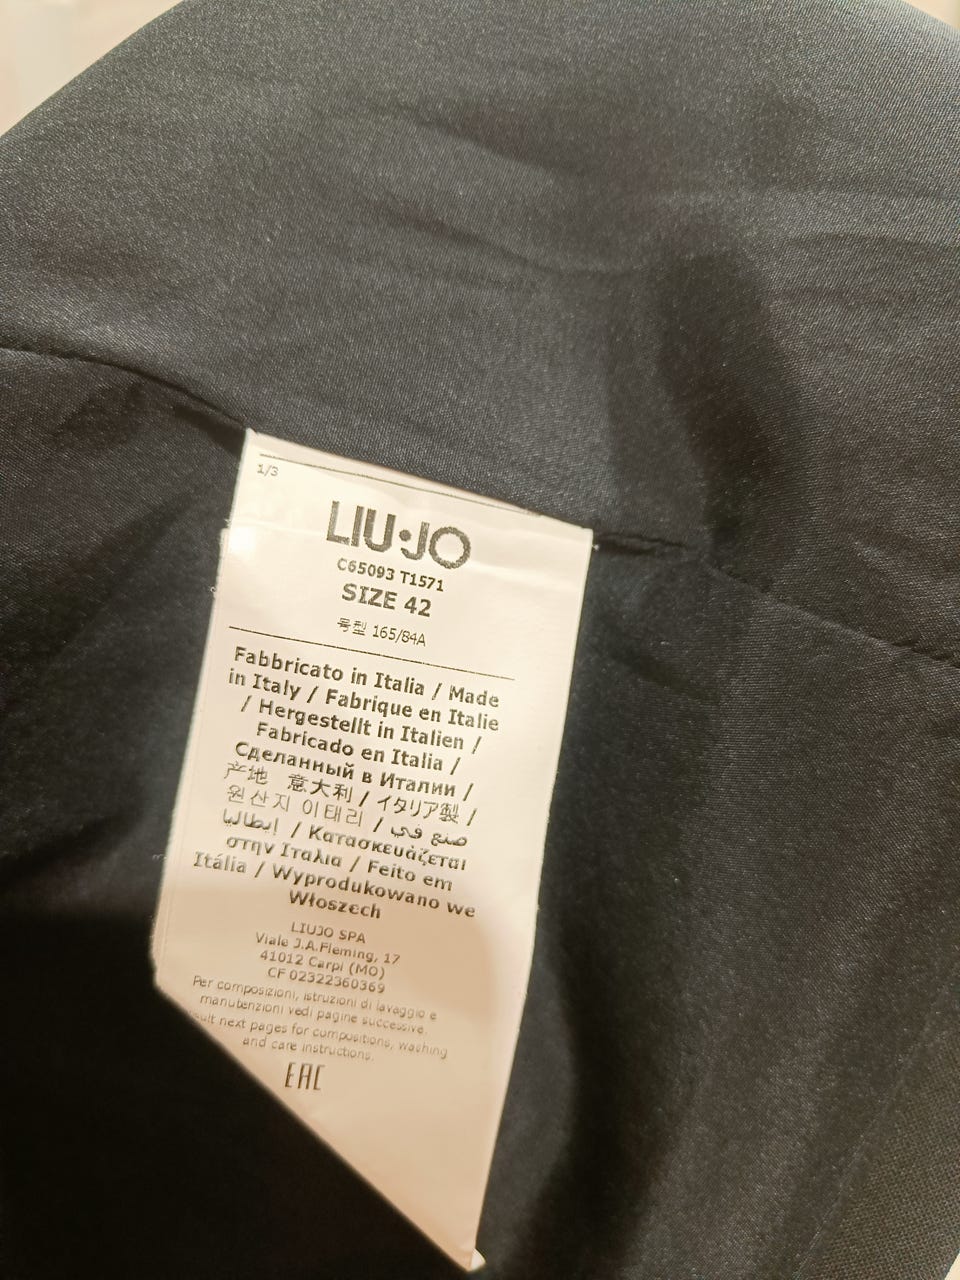 1/3
LIU·JO
C65093 T1571
SIZE 42
号型 165/84A
Fabbricato in Italia / Made
in Italy / Fabrique en Italie
/ Hergestellt in Italien /
Fabricado en Italia /
Сделанный в Италии /
产地 意大利 / イタリア製 /
원산지 이태리 / صنع في
إيطاليا / Κατασκευάζεται
στην Ιταλια / Feito em
Itália / Wyprodukowano we
Włoszech
LIUJO SPA
Viale J.A.Fleming, 17
41012 Carpi (MO)
CF 02322360369
Per composizioni, istruzioni di lavaggio e
manutenzioni vedi pagine successive.
next pages for compositions, washing
and care instructions.
EAC